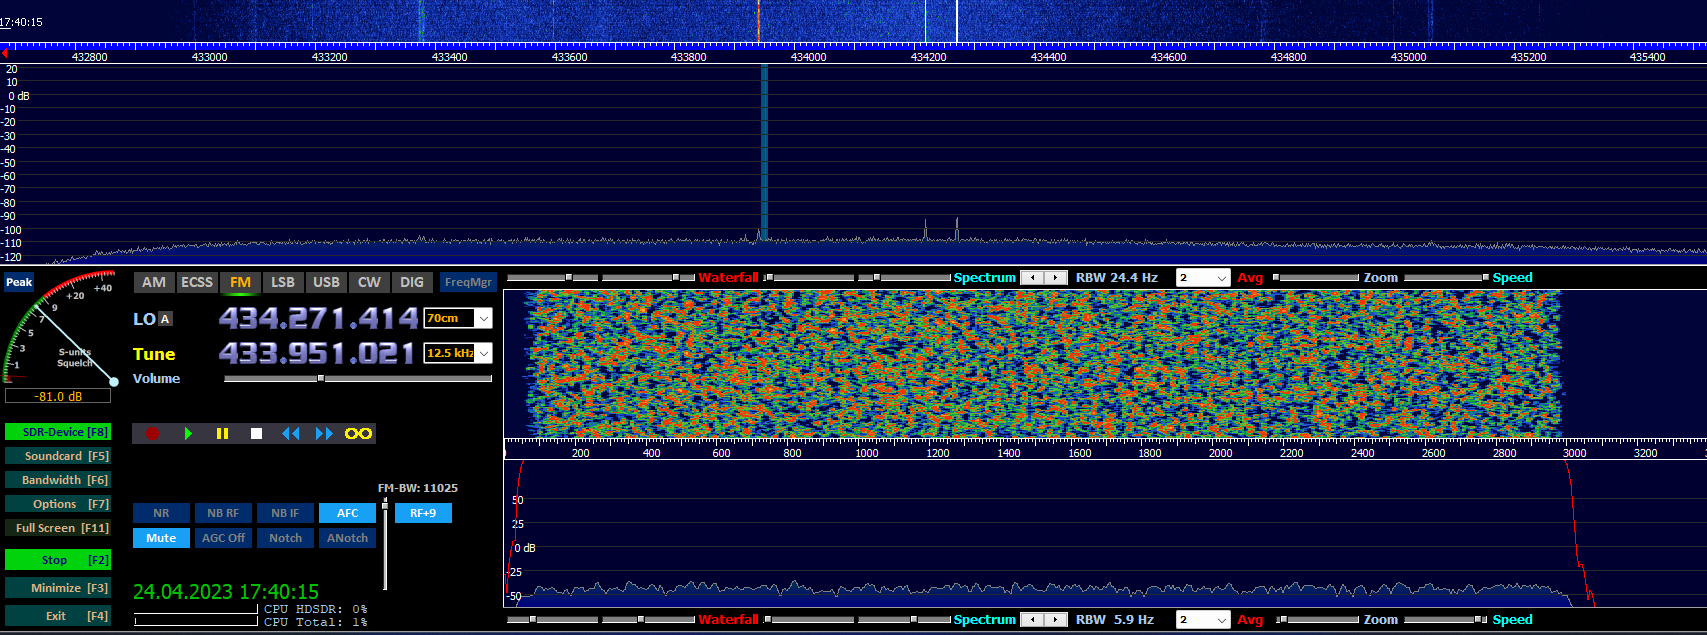 17:40:15
432800 433000 433200 433400 433600 433800 434000 434200 434400 434600 434800 435000 435200 435400
20
10
0 dB
-10
-20
-30
-40
-50
-60
-70
-80
-90
-100
-110
-120
Peak
1 3 5 7 9 +20 +40
S-units
Squelch
-81.0 dB
AM ECSS FM LSB USB CW DIG FreqMgr
LO A 434.271.414 70cm
Tune 433.951.021 12.5 kHz
Volume
SDR-Device [F8]
Soundcard [F5]
Bandwidth [F6]
Options [F7]
Full Screen [F11]
Stop [F2]
Minimize [F3]
Exit [F4]
FM-BW: 11025
NR NB RF NB IF AFC RF+9
Mute AGC Off Notch ANotch
24.04.2023 17:40:15
CPU HDSDR: 0%
CPU Total: 1%
Waterfall Spectrum RBW 24.4 Hz 2 Avg Zoom Speed
200 400 600 800 1000 1200 1400 1600 1800 2000 2200 2400 2600 2800 3000 3200
50
25
0 dB
-25
-50
Waterfall Spectrum RBW 5.9 Hz 2 Avg Zoom Speed